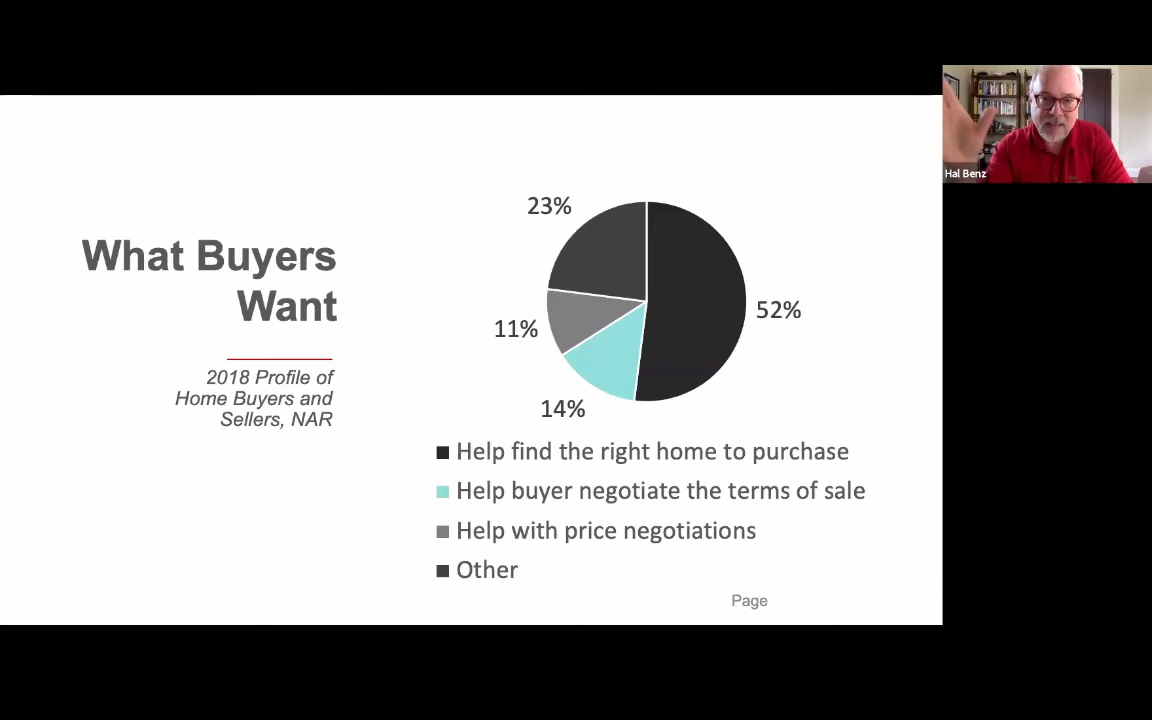 What Buyers
Want
2018 Profile of
Home Buyers and
Sellers, NAR
23%
52%
11%
14%
Help find the right home to purchase
Help buyer negotiate the terms of sale
Help with price negotiations
Other
Page
Hal Benz